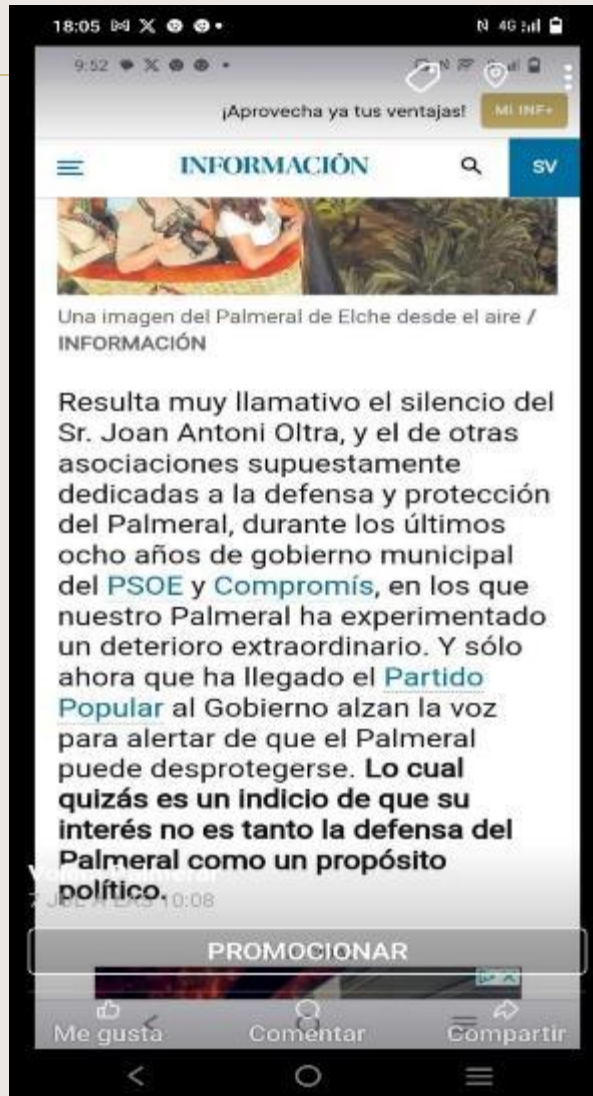 18:05
4G
9:52
¡Aprovecha ya tus ventajas!
MI INF+
INFORMACIÓN
SV
Una imagen del Palmeral de Elche desde el aire /
INFORMACIÓN
Resulta muy llamativo el silencio del
Sr. Joan Antoni Oltra, y el de otras
asociaciones supuestamente
dedicadas a la defensa y protección
del Palmeral, durante los últimos
ocho años de gobierno municipal
del PSOE y Compromís, en los que
nuestro Palmeral ha experimentado
un deterioro extraordinario. Y sólo
ahora que ha llegado el Partido
Popular al Gobierno alzan la voz
para alertar de que el Palmeral
puede desprotegerse. Lo cual
quizás es un indicio de que su
interés no es tanto la defensa del
Palmeral como un propósito
político.
7 JUL A LAS 10:08
PROMOCIONAR
Me gusta
Comentar
Compartir